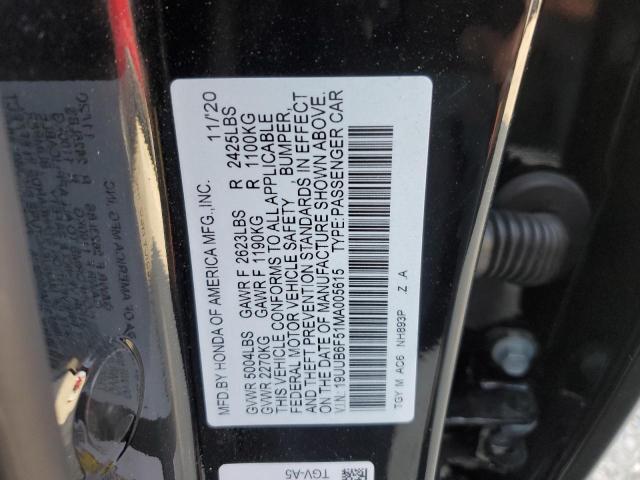 MFD.BY HONDA OF AMERICA MFG.,INC. 11/'20
GVWR 5004LBS GAWR F 2623LBS R 2425LBS
GVWR 2270KG GAWR F 1190KG R 1100KG
THIS VEHICLE CONFORMS TO ALL APPLICABLE
FEDERAL MOTOR VEHICLE SAFETY BUMPER,
AND THEFT PREVENTION STANDARDS IN EFFECT
ON THE DATE OF MANUFACTURE SHOWN ABOVE.
V.I.N.: 19UUB6F51MA005615 TYPE:PASSENGER CAR
TGY M AC6 NH893P Z A
TGV-A5